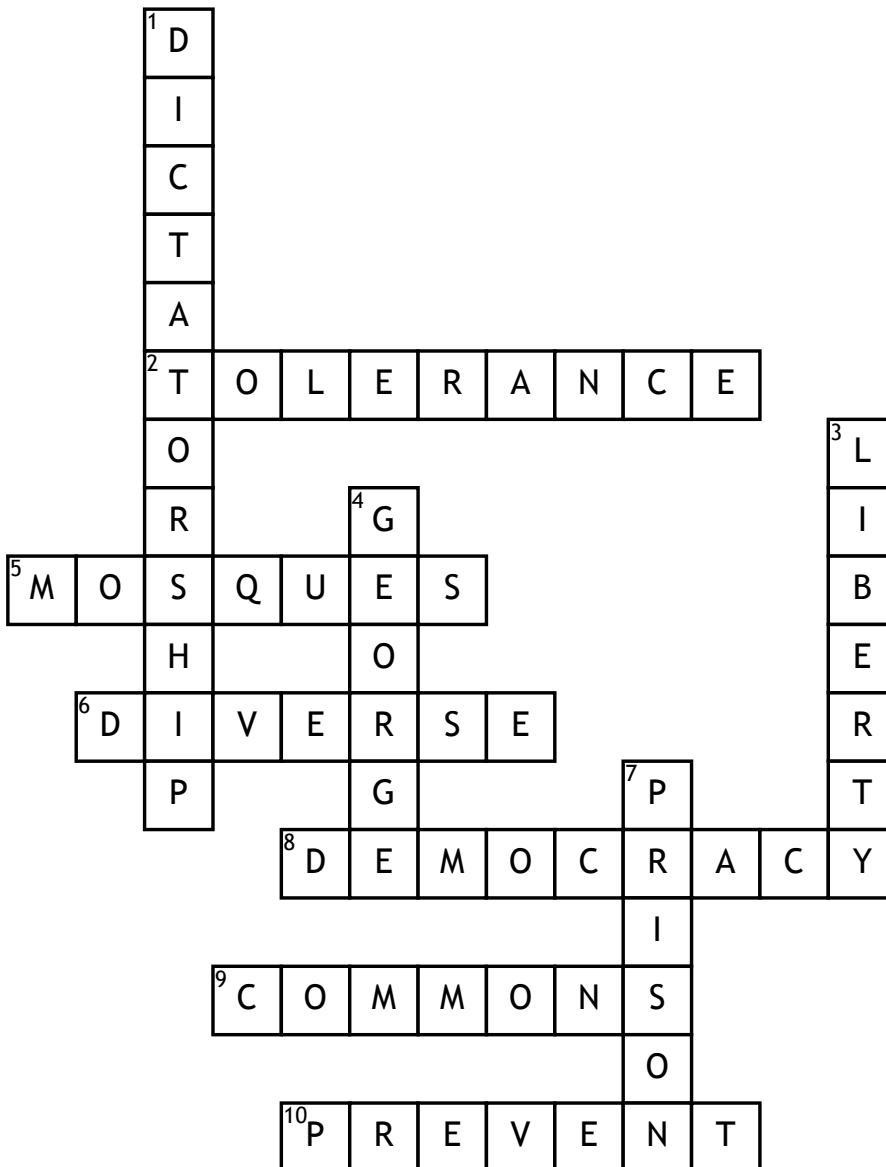 1 D
I
C
T
A
2 T O L E R A N C E
O 3 L
R 4 G I
5 M O S Q U E S B
H O E
6 D I V E R S E R
P G 7 P T
8 D E M O C R A C Y
I
9 C O M M O N S
O
10 P R E V E N T